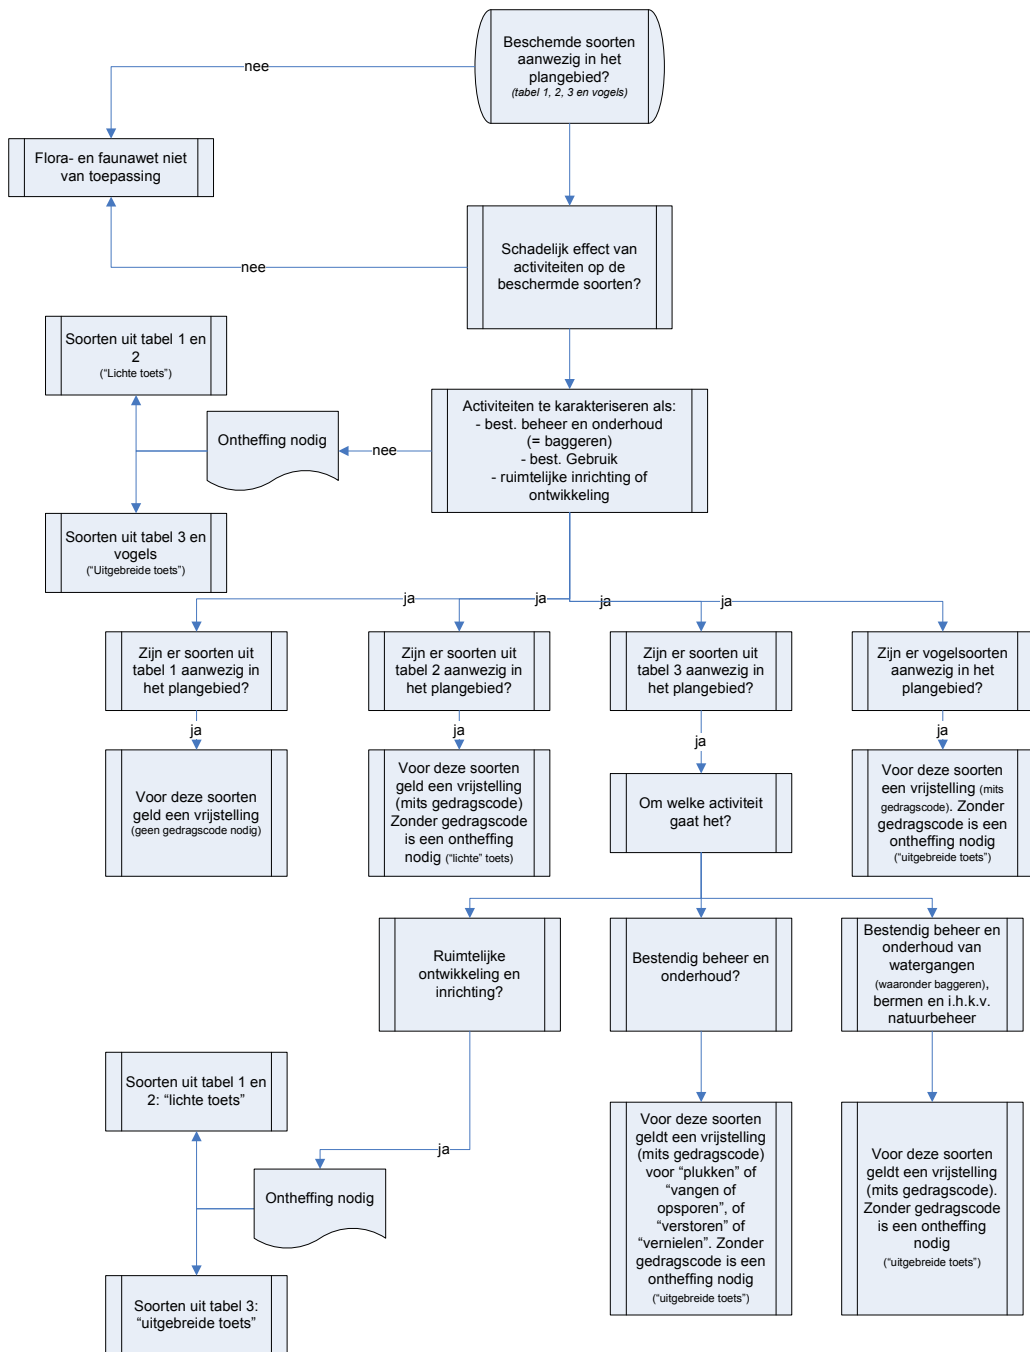 Beschemde soorten
aanwezig in het
plangebied?
(tabel 1, 2, 3 en vogels)
nee
Flora- en faunawet niet
van toepassing
Schadelijk effect van
activiteiten op de
beschermde soorten?
nee
Soorten uit tabel 1 en
2
(“Lichte toets”)
Activiteiten te karakteriseren als:
- best. beheer en onderhoud
(= baggeren)
- best. Gebruik
- ruimtelijke inrichting of
ontwikkeling
nee
Ontheffing nodig
Soorten uit tabel 3 en
vogels
(“Uitgebreide toets”)
ja
ja
ja
ja
Zijn er soorten uit
tabel 1 aanwezig in
het plangebied?
Zijn er soorten uit
tabel 2 aanwezig in
het plangebied?
Zijn er soorten uit
tabel 3 aanwezig in
het plangebied?
Zijn er vogelsoorten
aanwezig in het
plangebied?
ja
ja
ja
ja
Voor deze soorten
geld een vrijstelling
(geen gedragscode nodig)
Voor deze soorten
geld een vrijstelling
(mits gedragscode)
Zonder gedragscode
is een ontheffing
nodig (“lichte” toets)
Om welke activiteit
gaat het?
Voor deze soorten
een vrijstelling (mits
gedragscode). Zonder
gedragscode is een
ontheffing nodig
(“uitgebreide toets”)
Ruimtelijke
ontwikkeling en
inrichting?
Bestendig beheer en
onderhoud?
Bestendig beheer en
onderhoud van
watergangen
(waaronder baggeren),
bermen en i.h.k.v.
natuurbeheer
ja
Soorten uit tabel 1 en
2: “lichte toets”
Ontheffing nodig
Soorten uit tabel 3:
“uitgebreide toets”
Voor deze soorten
geldt een vrijstelling
(mits gedragscode)
voor “plukken” of
“vangen of
opsporen”, of
“verstoren” of
“vernielen”. Zonder
gedragscode is een
ontheffing nodig
(“uitgebreide toets”)
Voor deze soorten
geldt een vrijstelling
(mits gedragscode).
Zonder gedragscode
is een ontheffing
nodig
(“uitgebreide toets”)